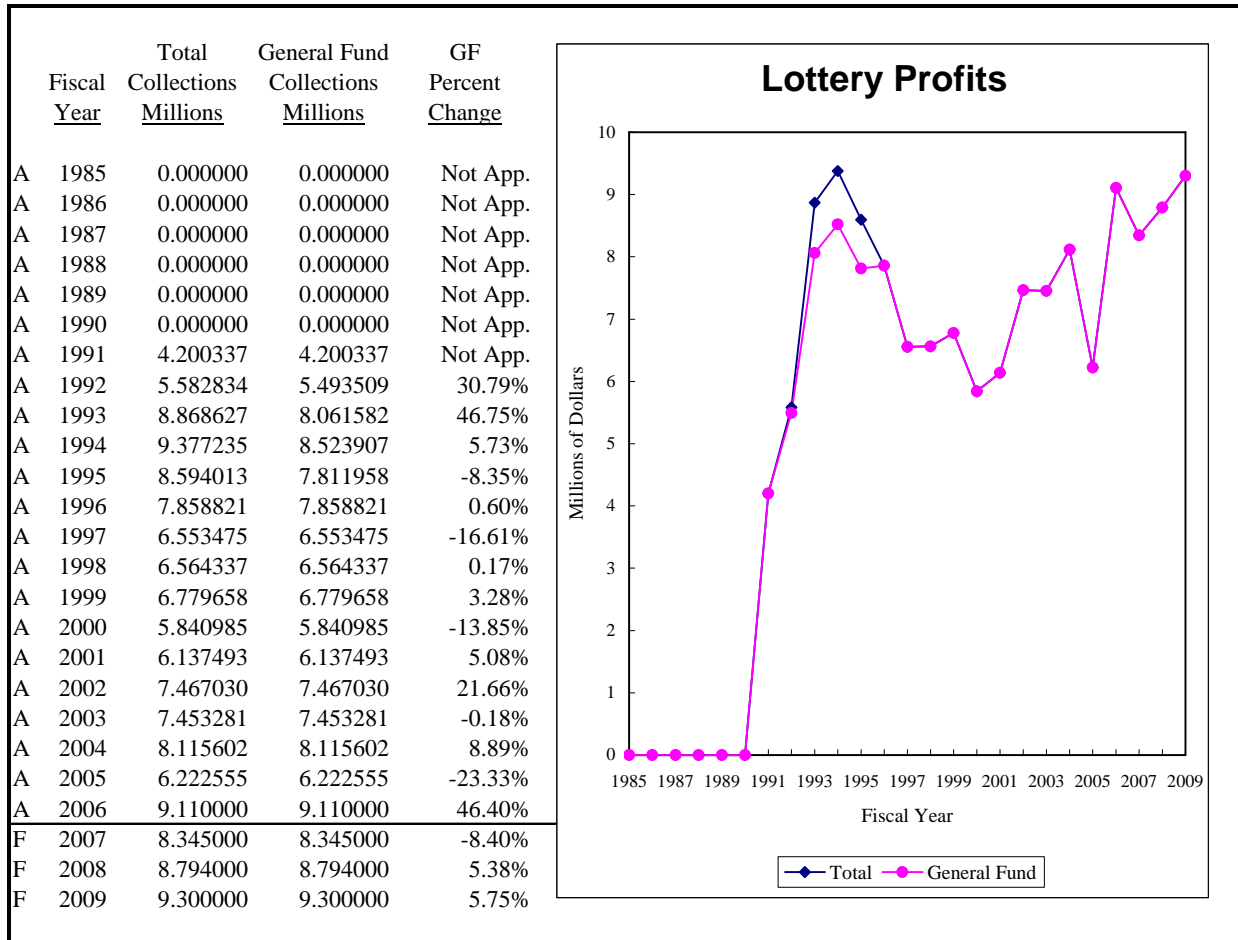 Total General Fund GF
Fiscal Collections Collections Percent
Year Millions Millions Change
A 1985 0.000000 0.000000 Not App.
A 1986 0.000000 0.000000 Not App.
A 1987 0.000000 0.000000 Not App.
A 1988 0.000000 0.000000 Not App.
A 1989 0.000000 0.000000 Not App.
A 1990 0.000000 0.000000 Not App.
A 1991 4.200337 4.200337 Not App.
A 1992 5.582834 5.493509 30.79%
A 1993 8.868627 8.061582 46.75%
A 1994 9.377235 8.523907 5.73%
A 1995 8.594013 7.811958 -8.35%
A 1996 7.858821 7.858821 0.60%
A 1997 6.553475 6.553475 -16.61%
A 1998 6.564337 6.564337 0.17%
A 1999 6.779658 6.779658 3.28%
A 2000 5.840985 5.840985 -13.85%
A 2001 6.137493 6.137493 5.08%
A 2002 7.467030 7.467030 21.66%
A 2003 7.453281 7.453281 -0.18%
A 2004 8.115602 8.115602 8.89%
A 2005 6.222555 6.222555 -23.33%
A 2006 9.110000 9.110000 46.40%
F 2007 8.345000 8.345000 -8.40%
F 2008 8.794000 8.794000 5.38%
F 2009 9.300000 9.300000 5.75%
Lottery Profits
10
9
8
7
6
5
4
3
2
1
0
Millions of Dollars
1985 1987 1989 1991 1993 1995 1997 1999 2001 2003 2005 2007 2009
Fiscal Year
Total General Fund